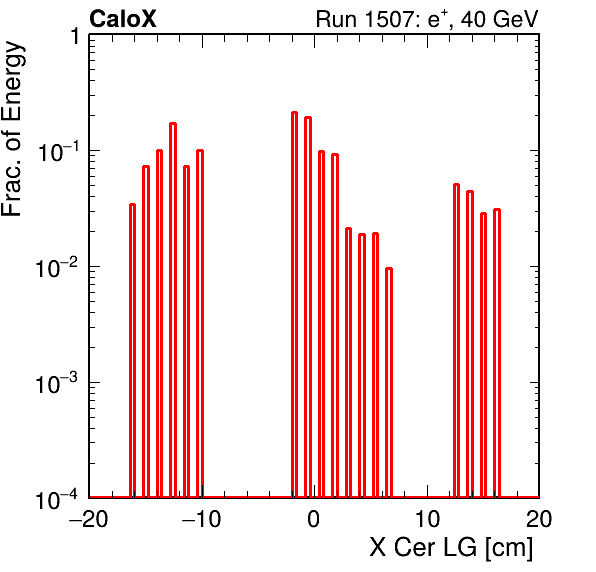 CaloX Run 1507: e⁺, 40 GeV
Frac. of Energy
1
10⁻¹
10⁻²
10⁻³
10⁻⁴
−20 −10 0 10 20
X Cer LG [cm]